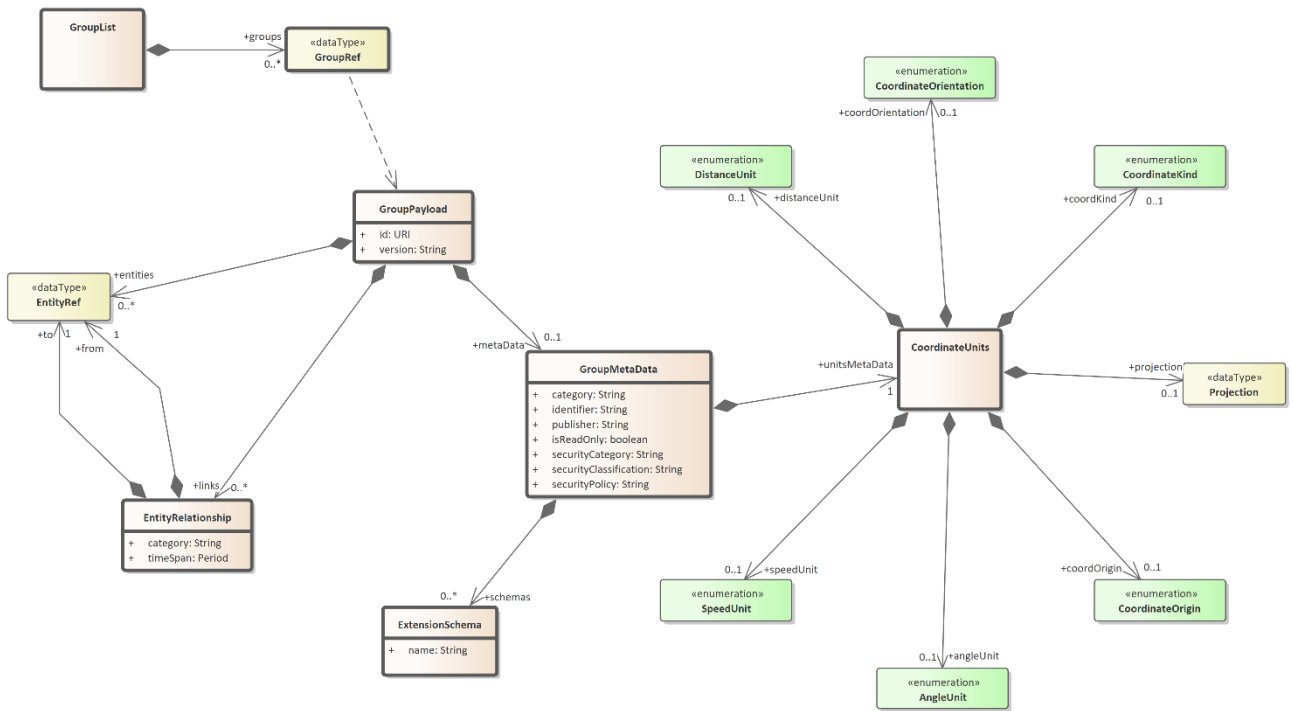 GroupList
+groups
0..*
«dataType»
GroupRef
«enumeration»
CoordinateOrientation
+coordOrientation
0..1
«enumeration»
DistanceUnit
0..1
+distanceUnit
«enumeration»
CoordinateKind
+coordKind
0..1
GroupPayload
+ id: URI
+ version: String
+entities
0..*
«dataType»
EntityRef
+to
1
1
+from
+metaData
0..1
GroupMetaData
+ category: String
+ identifier: String
+ publisher: String
+ isReadOnly: boolean
+ securityCategory: String
+ securityClassification: String
+ securityPolicy: String
+unitsMetaData
1
CoordinateUnits
+projection
0..1
«dataType»
Projection
+links
0..*
EntityRelationship
+ category: String
+ timeSpan: Period
0..*
+schemas
ExtensionSchema
+ name: String
0..1
+speedUnit
«enumeration»
SpeedUnit
+coordOrigin
0..1
«enumeration»
CoordinateOrigin
0..1
+angleUnit
«enumeration»
AngleUnit